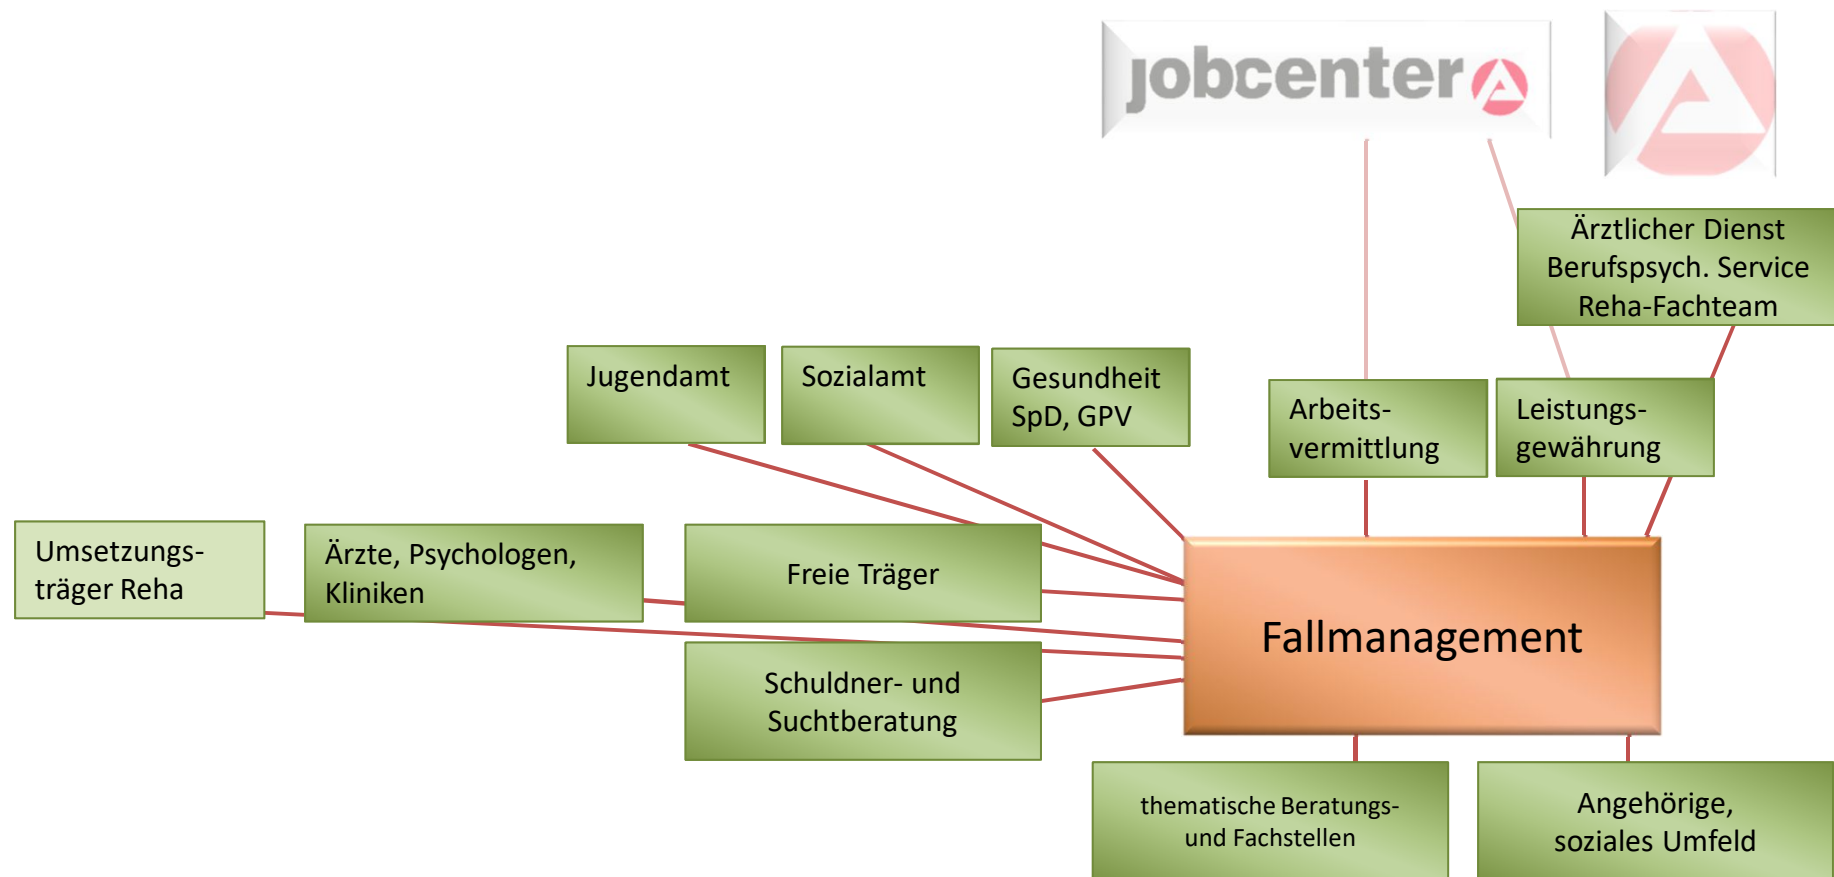 jobcenter
Ärztlicher Dienst
Berufspsych. Service
Reha-Fachteam
Jugendamt
Sozialamt
Gesundheit
SpD, GPV
Arbeits-
vermittlung
Leistungs-
gewährung
Umsetzungs-
träger Reha
Ärzte, Psychologen,
Kliniken
Freie Träger
Fallmanagement
Schuldner- und
Suchtberatung
thematische Beratungs-
und Fachstellen
Angehörige,
soziales Umfeld